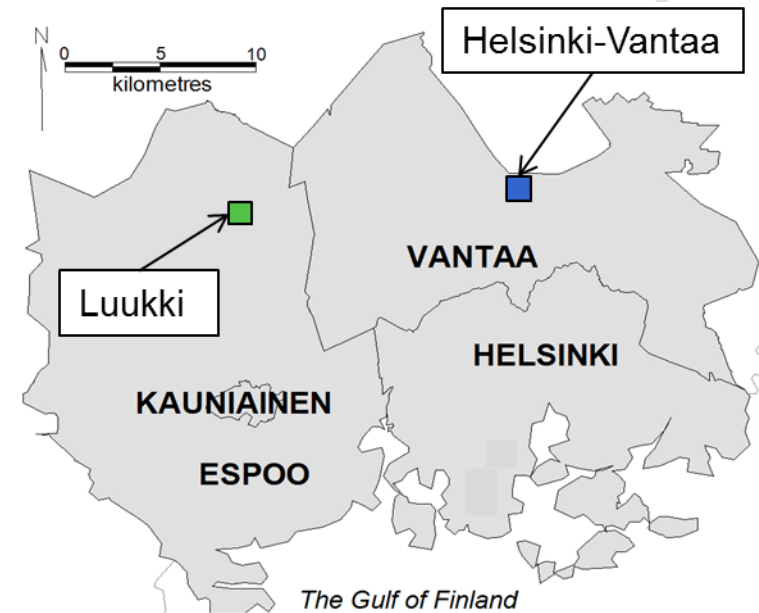 N
0 5 10
kilometres
Helsinki-Vantaa
VANTAA
Luukki
HELSINKI
KAUNIAINEN
ESPOO
The Gulf of Finland